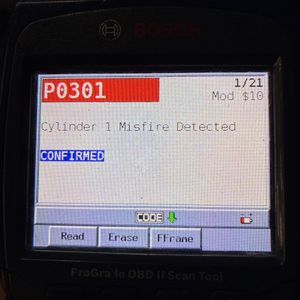 BOSCH
P0301
1/21
Mod $10
Cylinder 1 Misfire Detected
CONFIRMED
CODE
Read Erase FFrame
OBD II Scan Tool